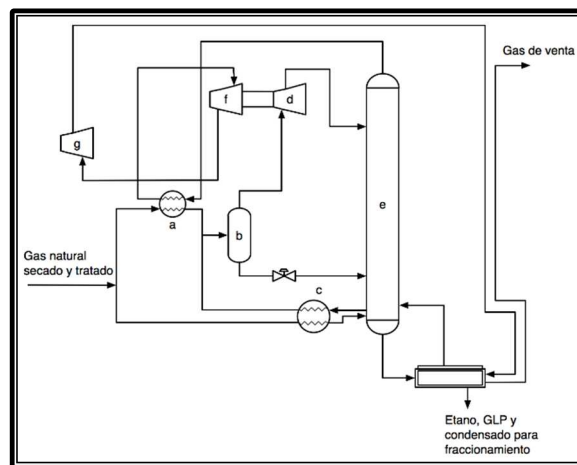 Gas de venta
f
d
g
e
a
b
Gas natural
secado y tratado
c
Etano, GLP y
condensado para
fraccionamiento